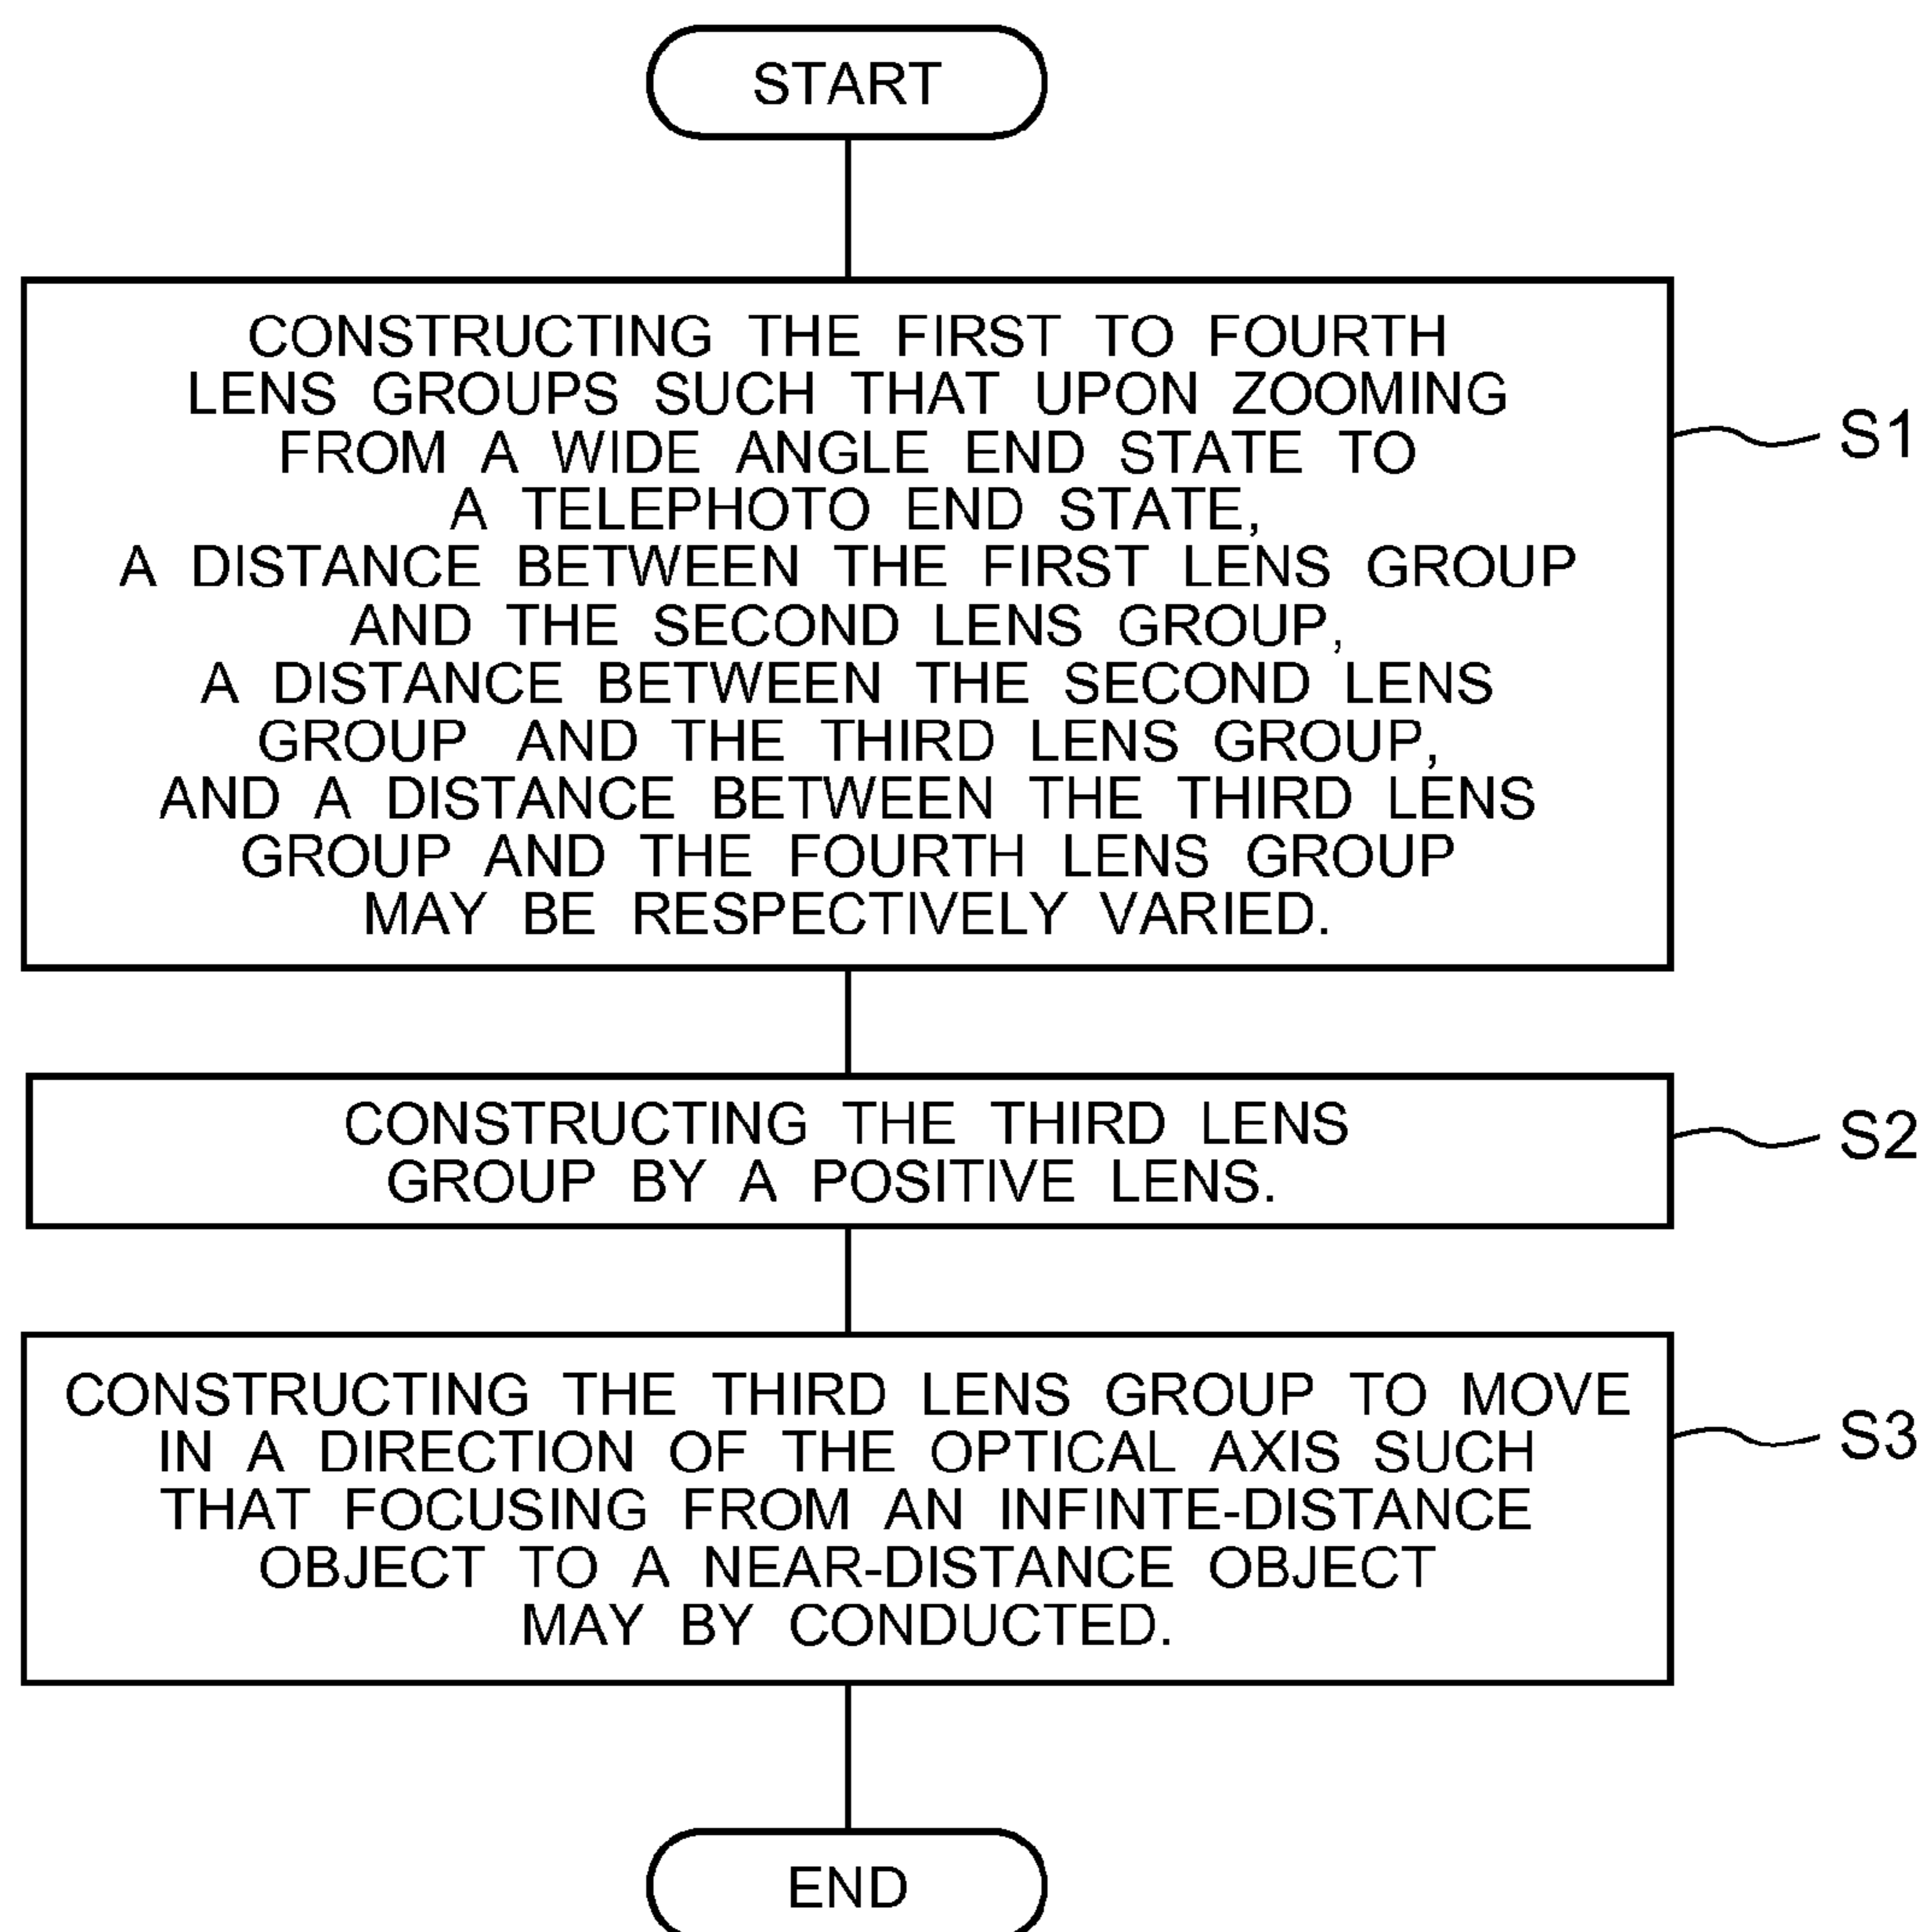 START
CONSTRUCTING THE FIRST TO FOURTH
LENS GROUPS SUCH THAT UPON ZOOMING
FROM A WIDE ANGLE END STATE TO
A TELEPHOTO END STATE,
A DISTANCE BETWEEN THE FIRST LENS GROUP
AND THE SECOND LENS GROUP,
A DISTANCE BETWEEN THE SECOND LENS
GROUP AND THE THIRD LENS GROUP,
AND A DISTANCE BETWEEN THE THIRD LENS
GROUP AND THE FOURTH LENS GROUP
MAY BE RESPECTIVELY VARIED.
S1
CONSTRUCTING THE THIRD LENS
GROUP BY A POSITIVE LENS.
S2
CONSTRUCTING THE THIRD LENS GROUP TO MOVE
IN A DIRECTION OF THE OPTICAL AXIS SUCH
THAT FOCUSING FROM AN INFINTE-DISTANCE
OBJECT TO A NEAR-DISTANCE OBJECT
MAY BY CONDUCTED.
S3
END